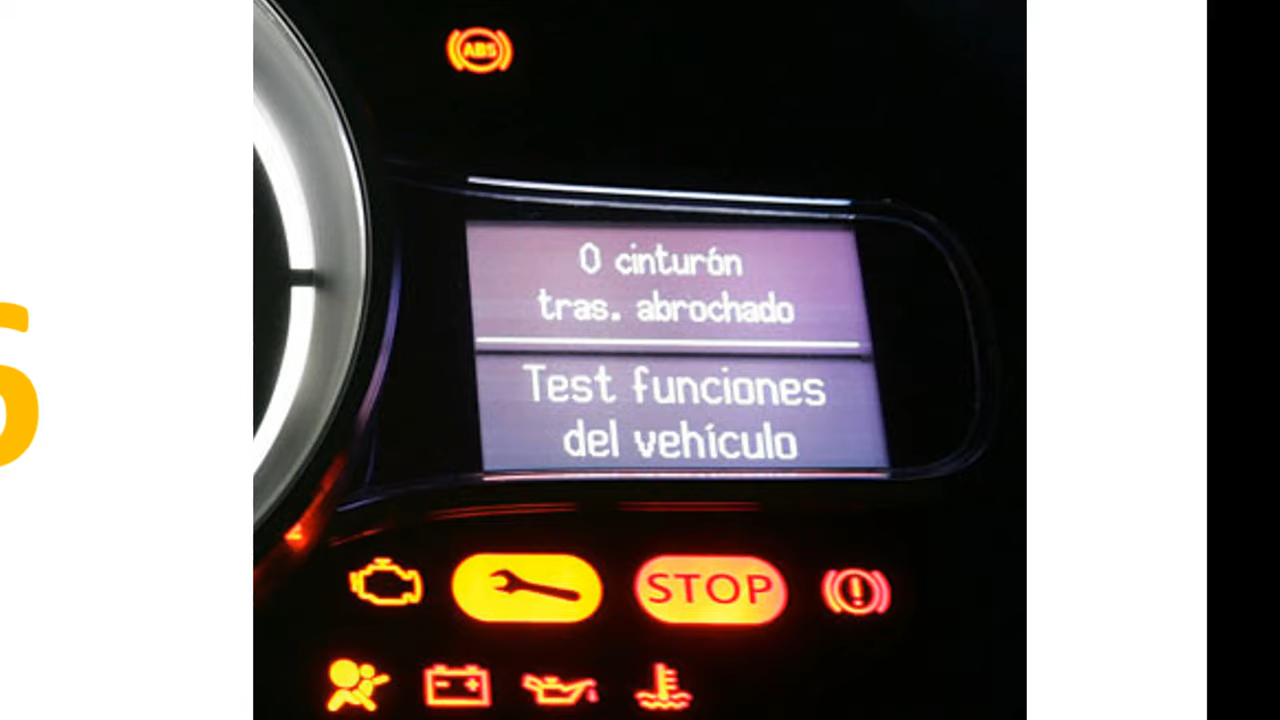 ABS
0 cinturón
tras. abrochado
Test funciones
del vehículo
STOP